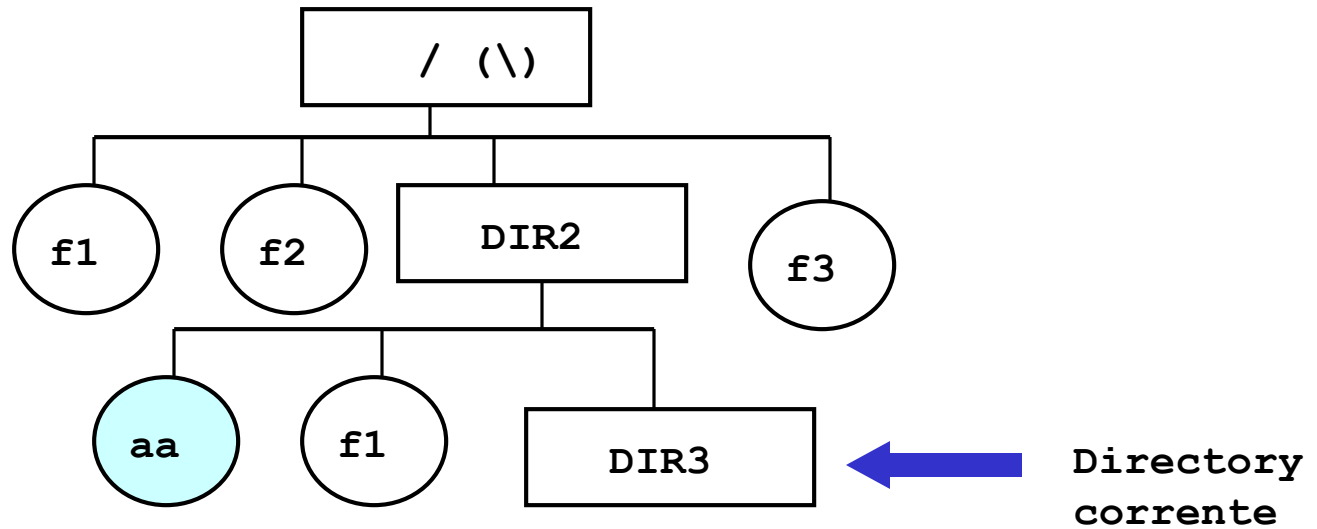 / (\)
f1
f2
DIR2
f3
aa
f1
DIR3
Directory
corrente